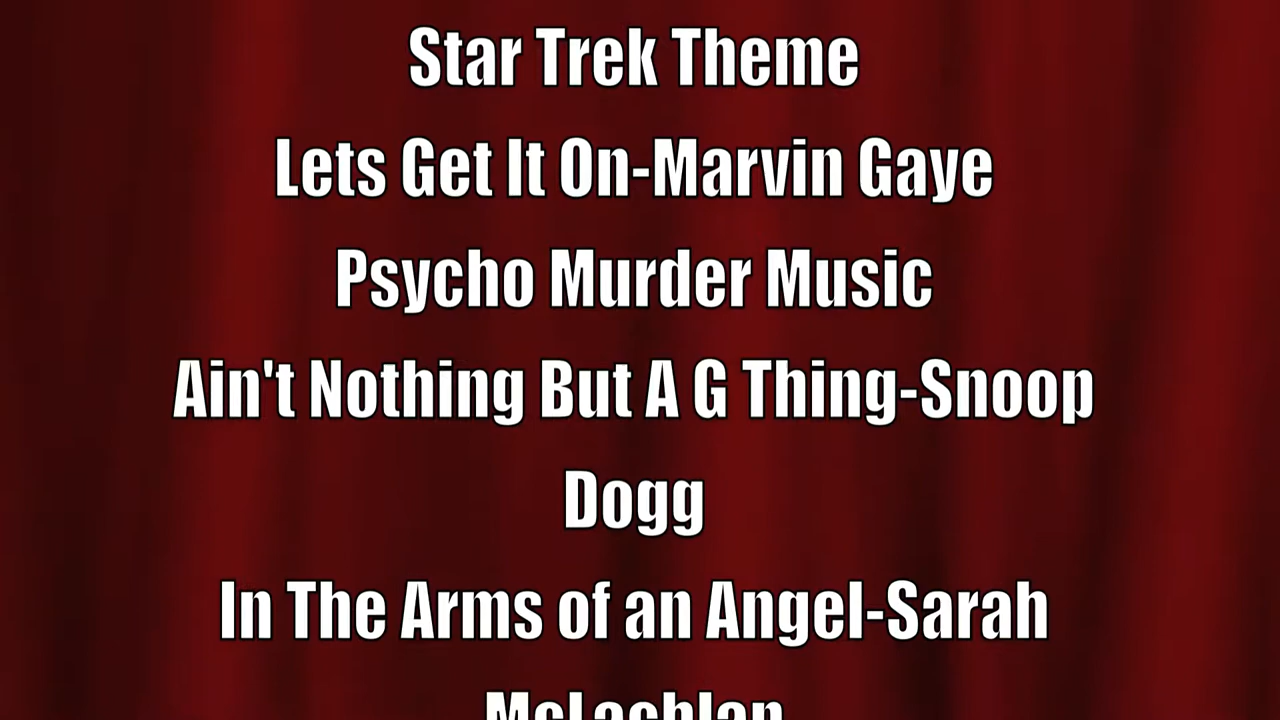 Star Trek Theme
Lets Get It On-Marvin Gaye
Psycho Murder Music
Ain't Nothing But A G Thing-Snoop
Dogg
In The Arms of an Angel-Sarah
McLachlan